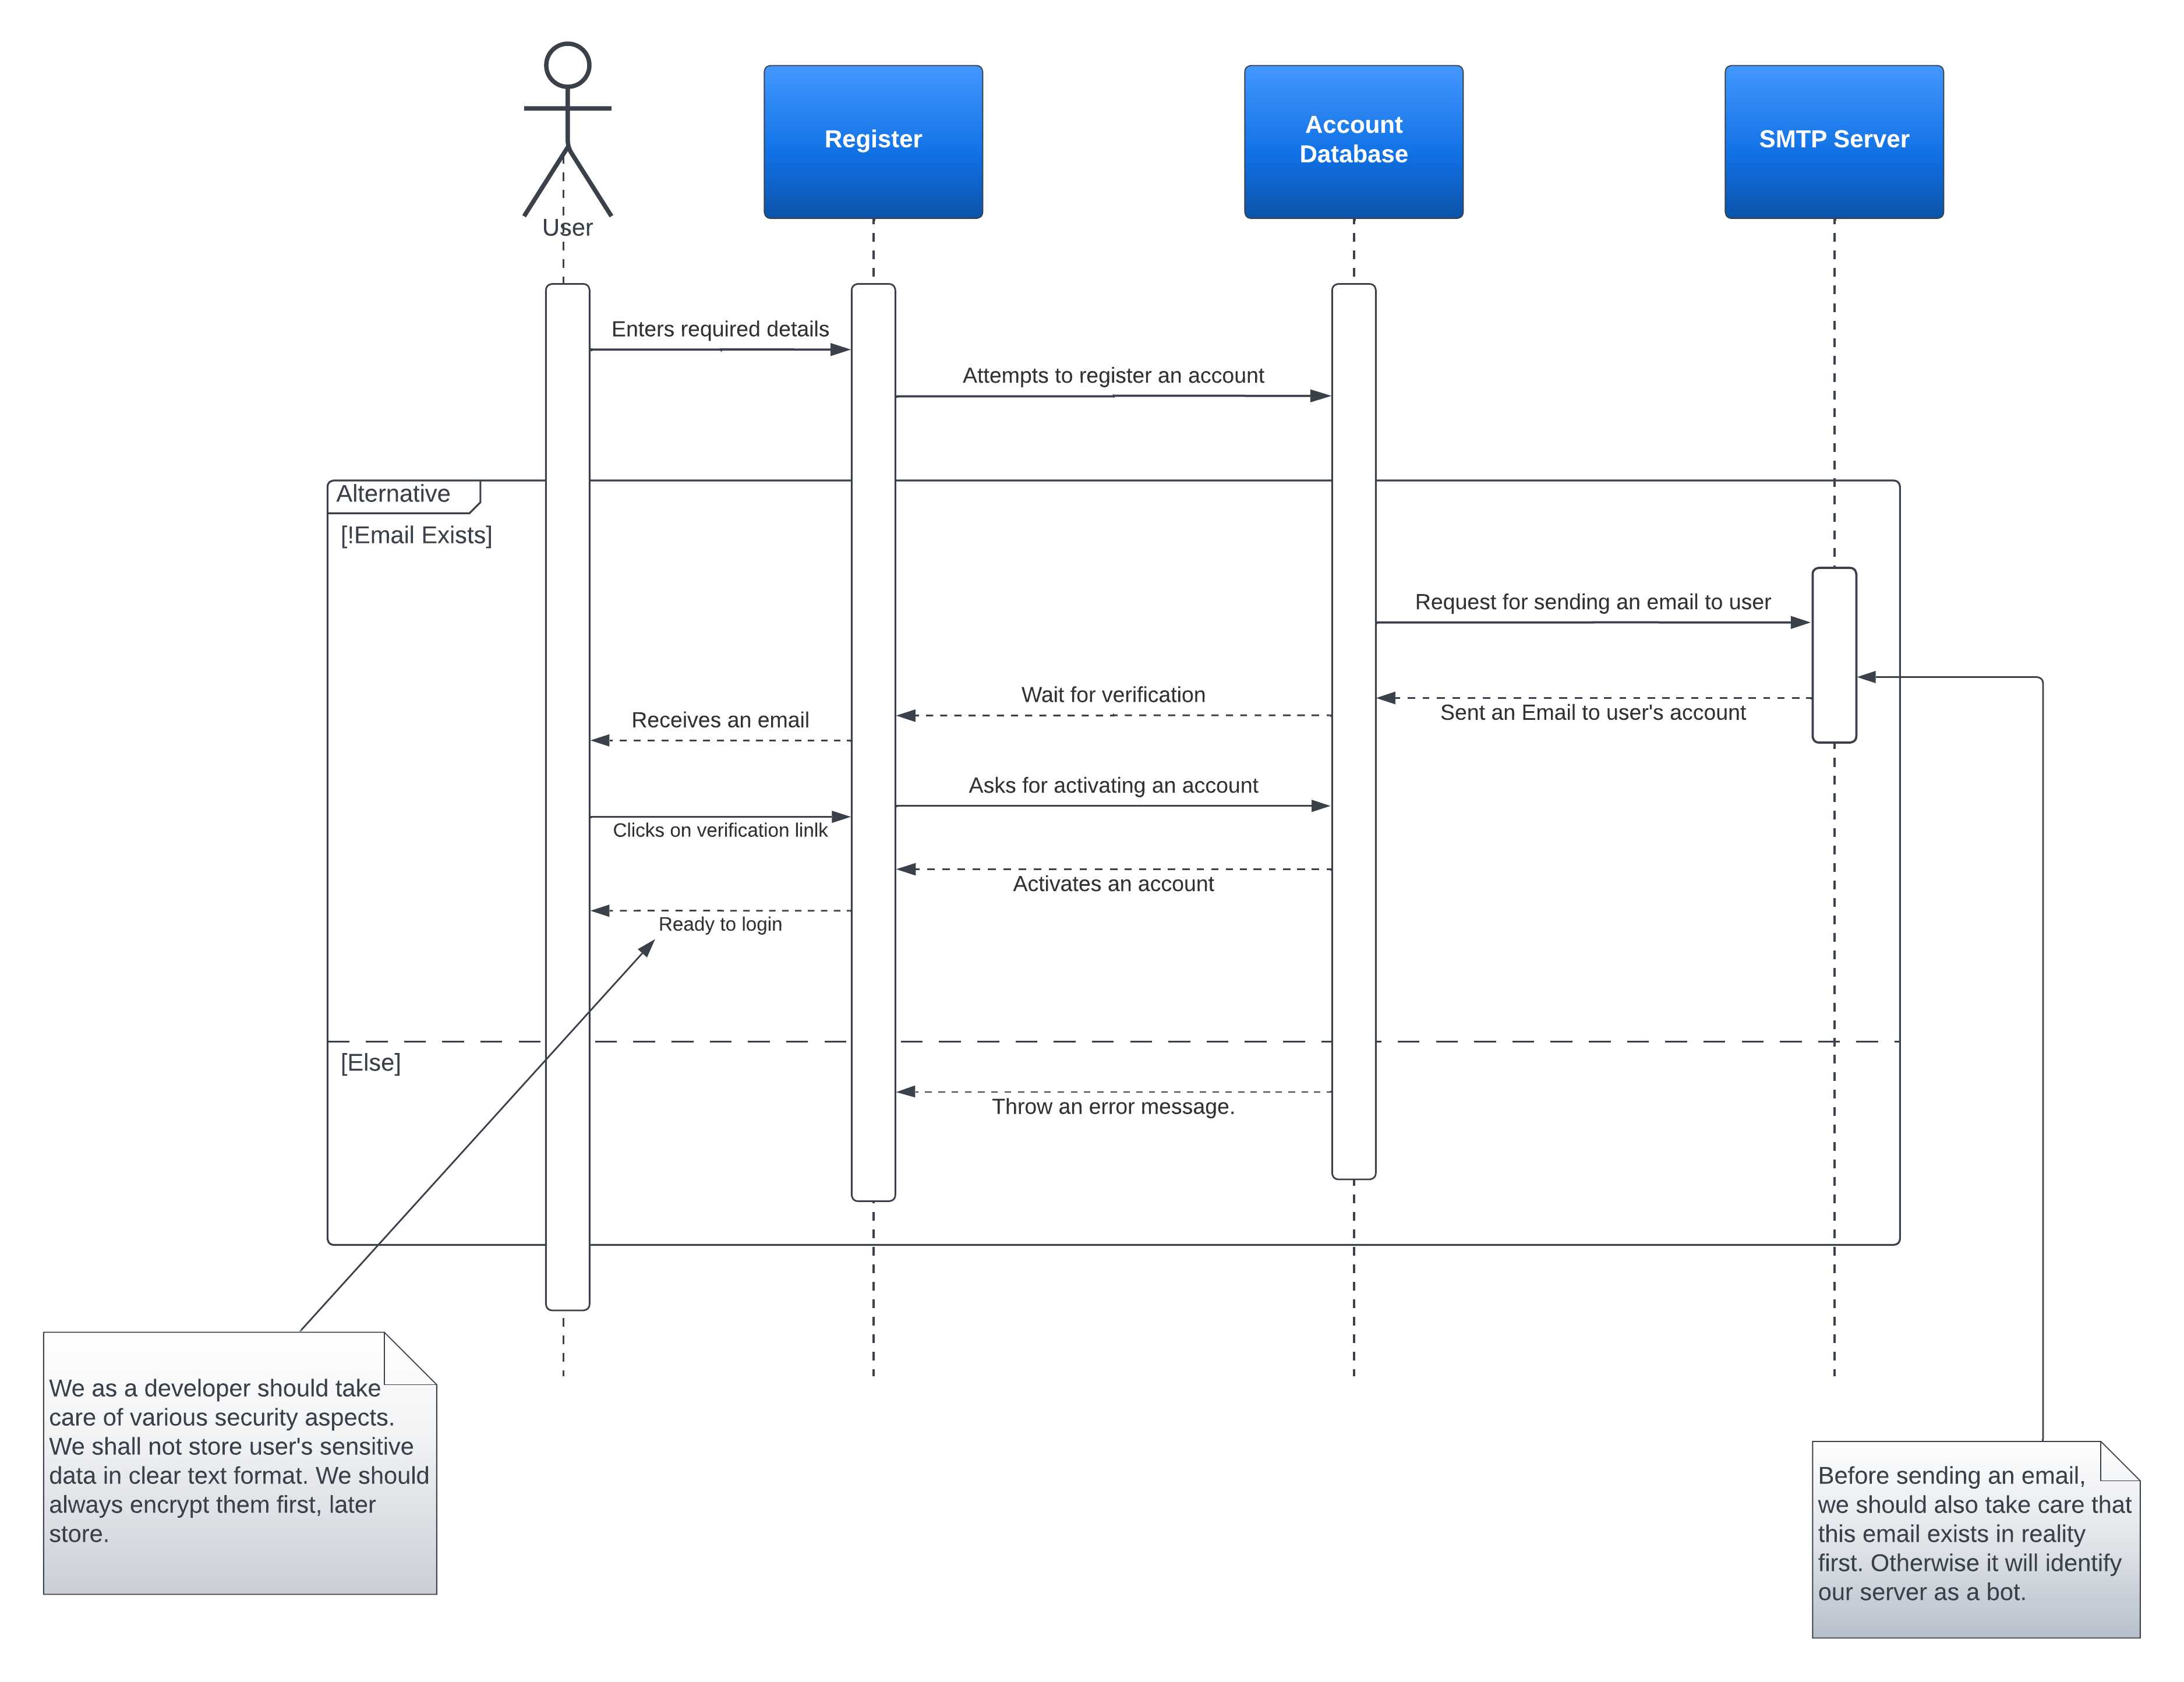 User
Register
Account
Database
SMTP Server
Enters required details
Attempts to register an account
Alternative
[!Email Exists]
Request for sending an email to user
Wait for verification
Sent an Email to user's account
Receives an email
Asks for activating an account
Clicks on verification linlk
Activates an account
Ready to login
[Else]
Throw an error message.
We as a developer should take
care of various security aspects.
We shall not store user's sensitive
data in clear text format. We should
always encrypt them first, later
store.
Before sending an email,
we should also take care that
this email exists in reality
first. Otherwise it will identify
our server as a bot.